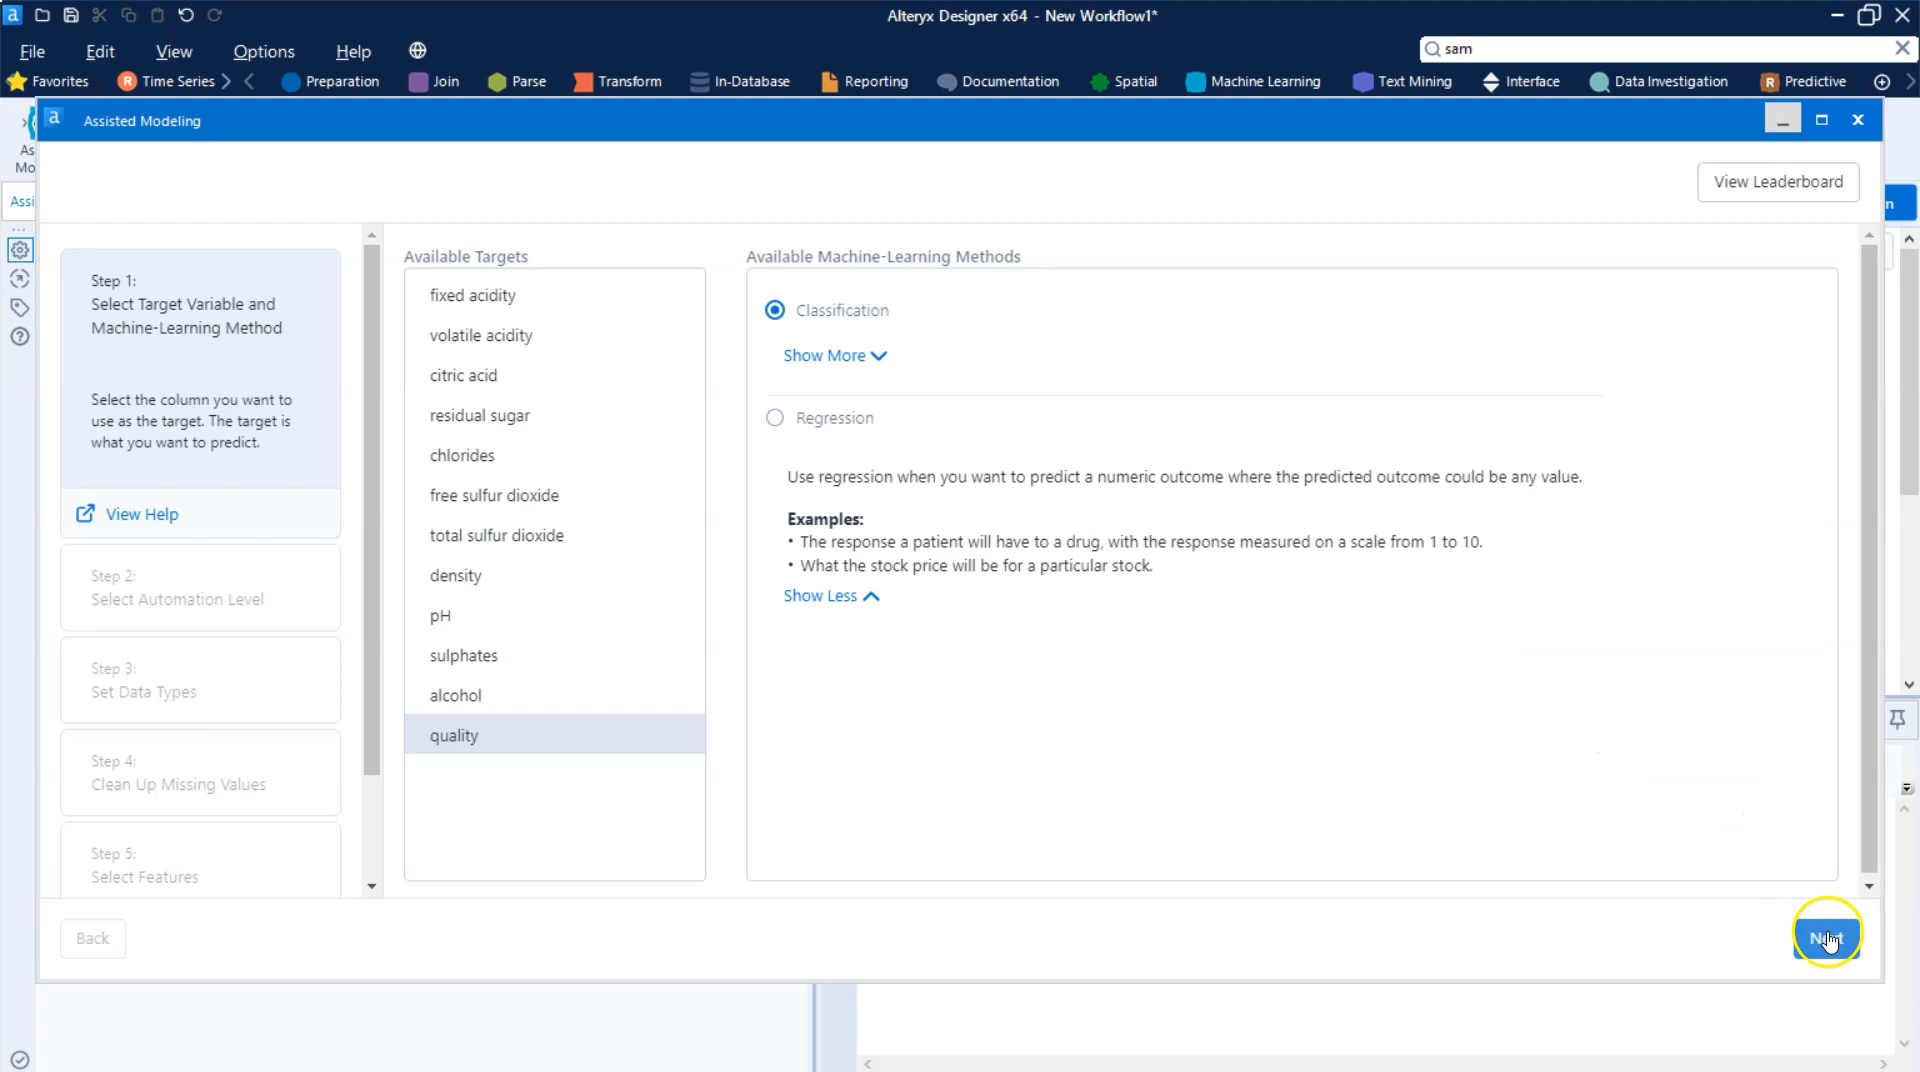 a
Alteryx Designer x64 - New Workflow1*
File Edit View Options Help
sam
Favorites Time Series Preparation Join Parse Transform In-Database Reporting Documentation Spatial Machine Learning Text Mining Interface Data Investigation Predictive
a Assisted Modeling
As
Mo
View Leaderboard
Assi
n
Step 1:
Select Target Variable and
Machine-Learning Method
Select the column you want to
use as the target. The target is
what you want to predict.
View Help
Step 2:
Select Automation Level
Step 3:
Set Data Types
Step 4:
Clean Up Missing Values
Step 5:
Select Features
Available Targets
fixed acidity
volatile acidity
citric acid
residual sugar
chlorides
free sulfur dioxide
total sulfur dioxide
density
pH
sulphates
alcohol
quality
Available Machine-Learning Methods
Classification
Show More
Regression
Use regression when you want to predict a numeric outcome where the predicted outcome could be any value.
Examples:
• The response a patient will have to a drug, with the response measured on a scale from 1 to 10.
• What the stock price will be for a particular stock.
Show Less
Back
Next